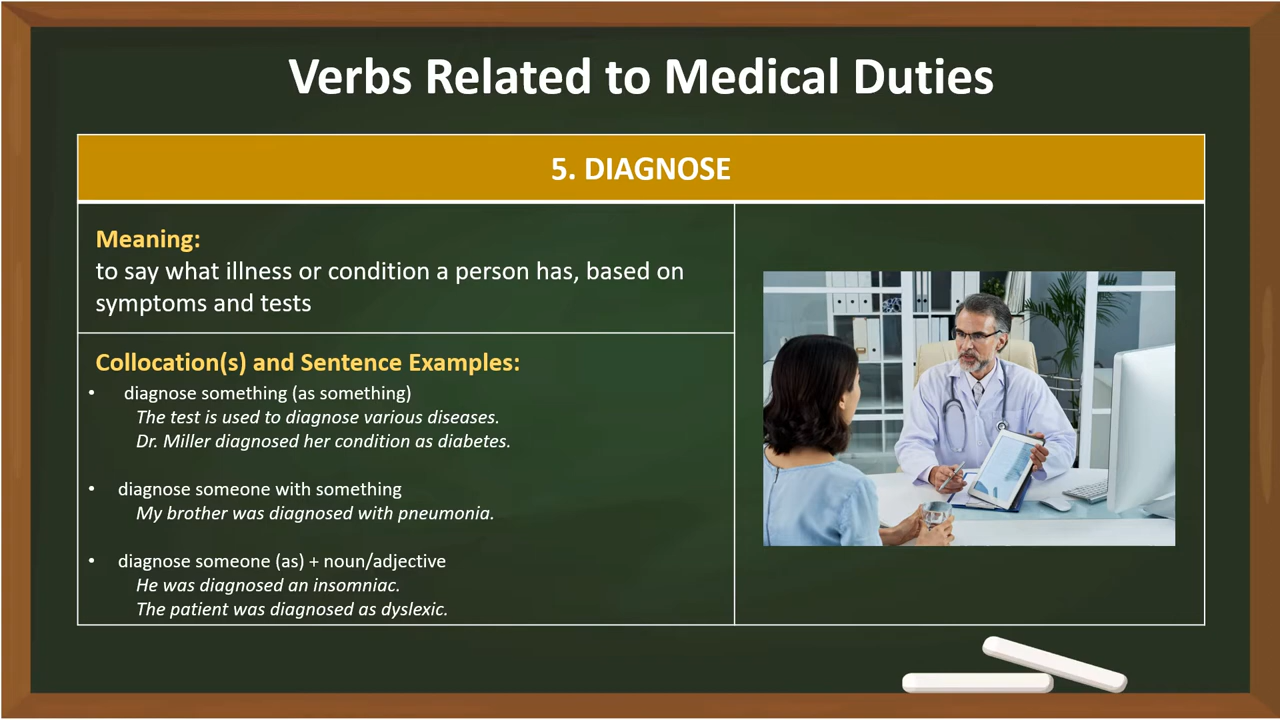 Verbs Related to Medical Duties
5. DIAGNOSE
Meaning:
to say what illness or condition a person has, based on
symptoms and tests
Collocation(s) and Sentence Examples:
• diagnose something (as something)
The test is used to diagnose various diseases.
Dr. Miller diagnosed her condition as diabetes.
• diagnose someone with something
My brother was diagnosed with pneumonia.
• diagnose someone (as) + noun/adjective
He was diagnosed an insomniac.
The patient was diagnosed as dyslexic.